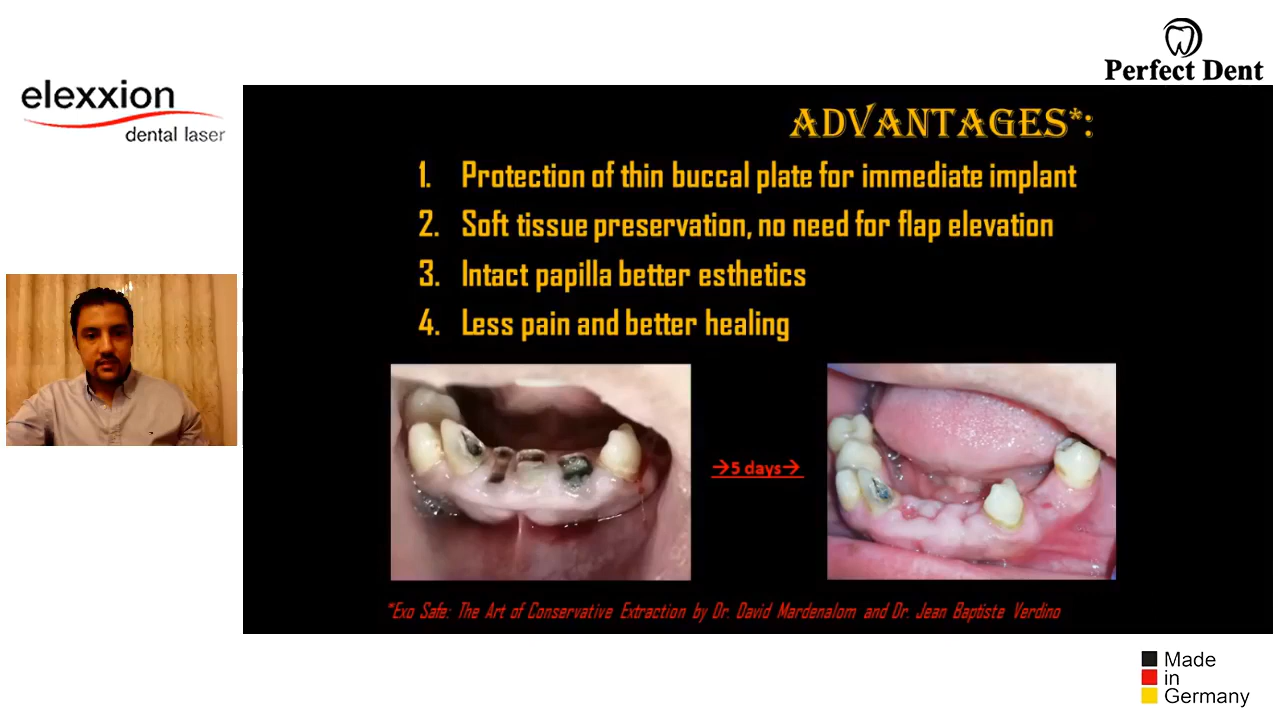 Perfect Dent
elexxion
dental laser
ADVANTAGES*:
1. Protection of thin buccal plate for immediate implant
2. Soft tissue preservation, no need for flap elevation
3. Intact papilla better esthetics
4. Less pain and better healing
→5 days→
*Exo Safe: The Art of Conservative Extraction by Dr. David Mardenalom and Dr. Jean Baptiste Verdino
Made
in
Germany